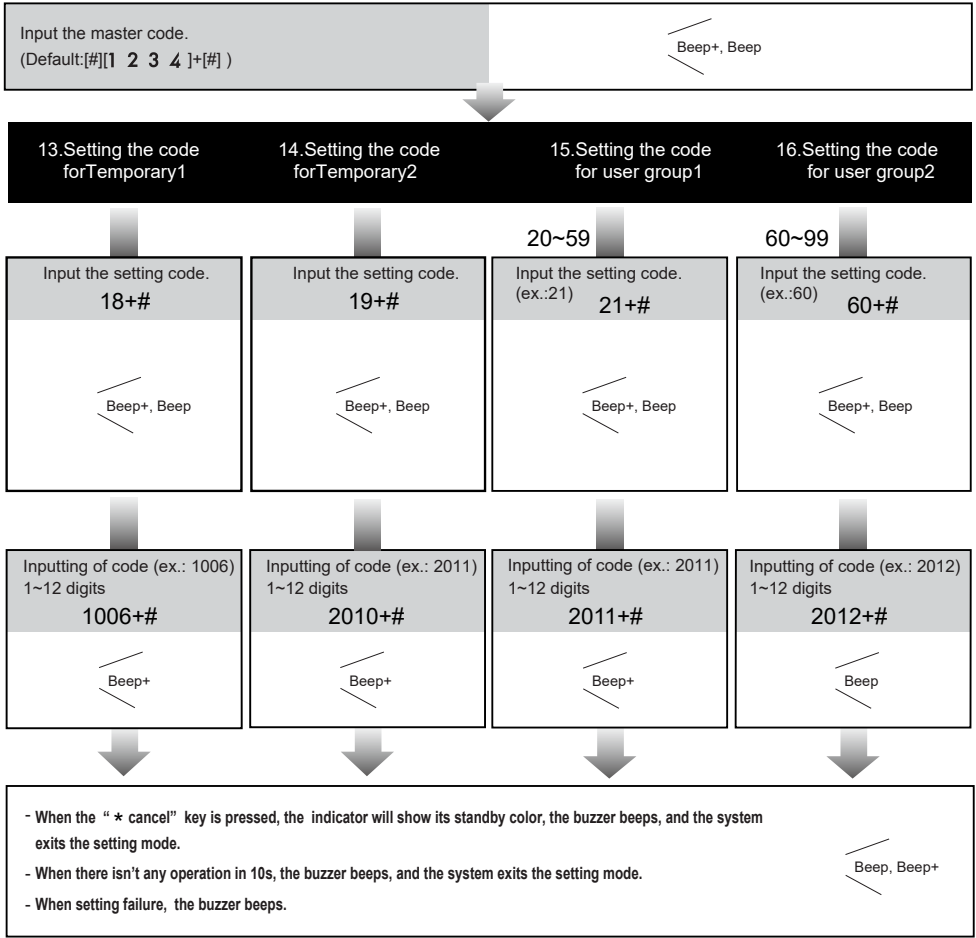 Input the master code.
(Default:[#][1 2 3 4 ]+[#] )
Beep+, Beep
13.Setting the code
forTemporary1
14.Setting the code
forTemporary2
15.Setting the code
for user group1
16.Setting the code
for user group2
20~59
60~99
Input the setting code.
18+#
Input the setting code.
19+#
Input the setting code.
(ex.:21)
21+#
Input the setting code.
(ex.:60)
60+#
Beep+, Beep
Beep+, Beep
Beep+, Beep
Beep+, Beep
Inputting of code (ex.: 1006)
1~12 digits
1006+#
Inputting of code (ex.: 2011)
1~12 digits
2010+#
Inputting of code (ex.: 2011)
1~12 digits
2011+#
Inputting of code (ex.: 2012)
1~12 digits
2012+#
Beep+
Beep+
Beep+
Beep
- When the “ * cancel” key is pressed, the indicator will show its standby color, the buzzer beeps, and the system
exits the setting mode.
- When there isn’t any operation in 10s, the buzzer beeps, and the system exits the setting mode.
- When setting failure, the buzzer beeps.
Beep, Beep+